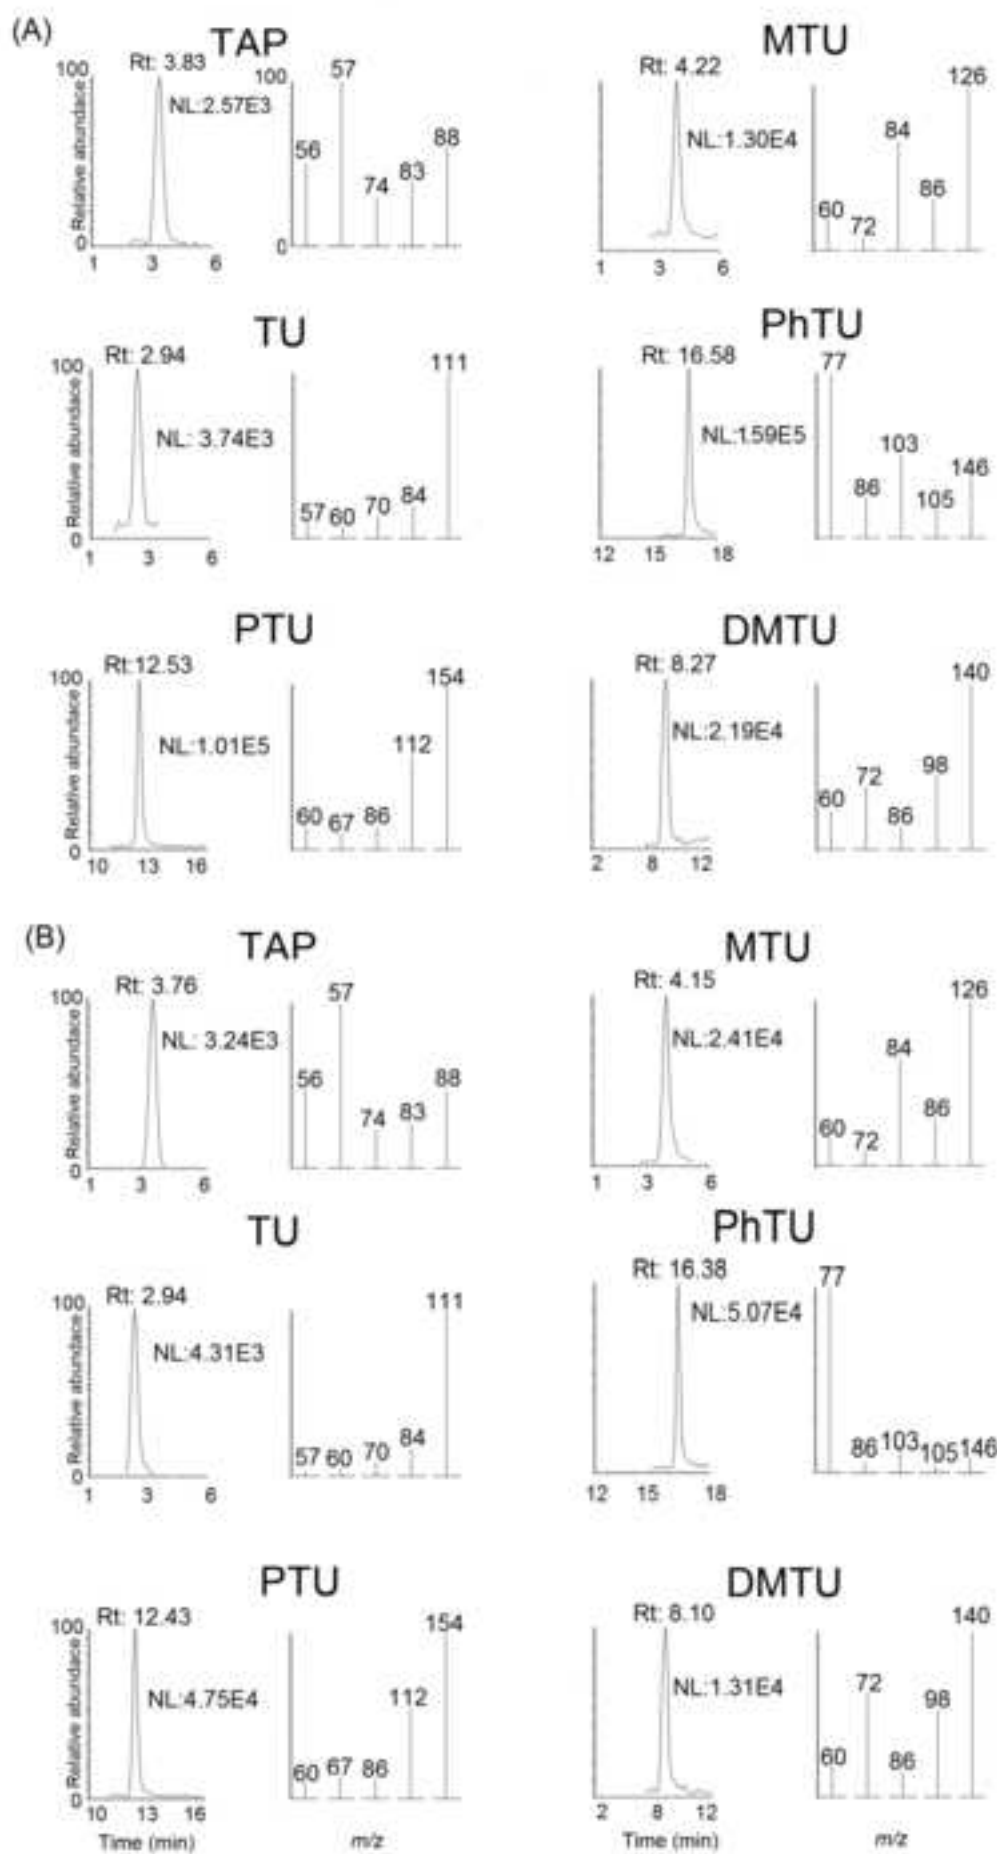 (A)
TAP
Rt: 3.83
NL:2.57E3
100
Relative abundace
0
1 3 6
100
0
56 57 74 83 88
MTU
Rt: 4.22
NL:1.30E4
1 3 6
60 72 84 86 126
TU
Rt: 2.94
NL: 3.74E3
100
Relative abundace
0
1 3 6
57 60 70 84 111
PhTU
Rt: 16.58
NL:1.59E5
12 15 18
77 86 103 105 146
PTU
Rt:12.53
NL:1.01E5
100
Relative abundace
0
10 13 16
60 67 86 112 154
DMTU
Rt: 8.27
NL:2.19E4
2 8 12
60 72 86 98 140
(B)
TAP
Rt: 3.76
NL: 3.24E3
100
Relative abundace
0
1 3 6
56 57 74 83 88
MTU
Rt: 4.15
NL:2.41E4
1 3 6
60 72 84 86 126
TU
Rt: 2.94
NL:4.31E3
100
Relative abundace
0
1 3 6
57 60 70 84 111
PhTU
Rt: 16.38
NL:5.07E4
12 15 18
77 86 103 105 146
PTU
Rt: 12.43
NL:4.75E4
100
Relative abundace
0
10 13 16
Time (min)
60 67 86 112 154
m/z
DMTU
Rt: 8.10
NL:1.31E4
2 8 12
Time (min)
60 72 86 98 140
m/z